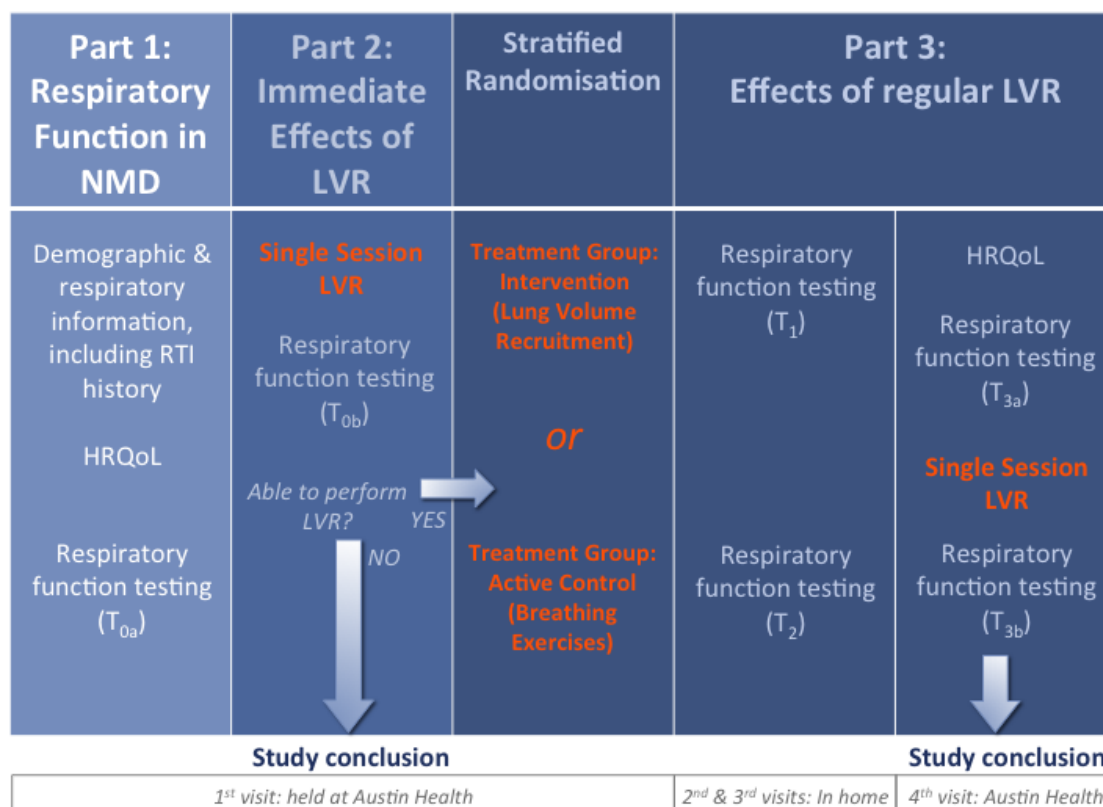 Part 1:
Respiratory
Function in
NMD
Part 2:
Immediate
Effects of
LVR
Stratified
Randomisation
Part 3:
Effects of regular LVR
Demographic &
respiratory
information,
including RTI
history
HRQoL
Respiratory
function testing
(T0a)
Single Session
LVR
Respiratory
function testing
(T0b)
Able to perform
LVR?
YES
NO
Treatment Group:
Intervention
(Lung Volume
Recruitment)
or
Treatment Group:
Active Control
(Breathing
Exercises)
Respiratory
function testing
(T1)
Respiratory
function testing
(T2)
HRQoL
Respiratory
function testing
(T3a)
Single Session
LVR
Respiratory
function testing
(T3b)
Study conclusion
Study conclusion
1st visit: held at Austin Health
2nd & 3rd visits: In home
4th visit: Austin Health